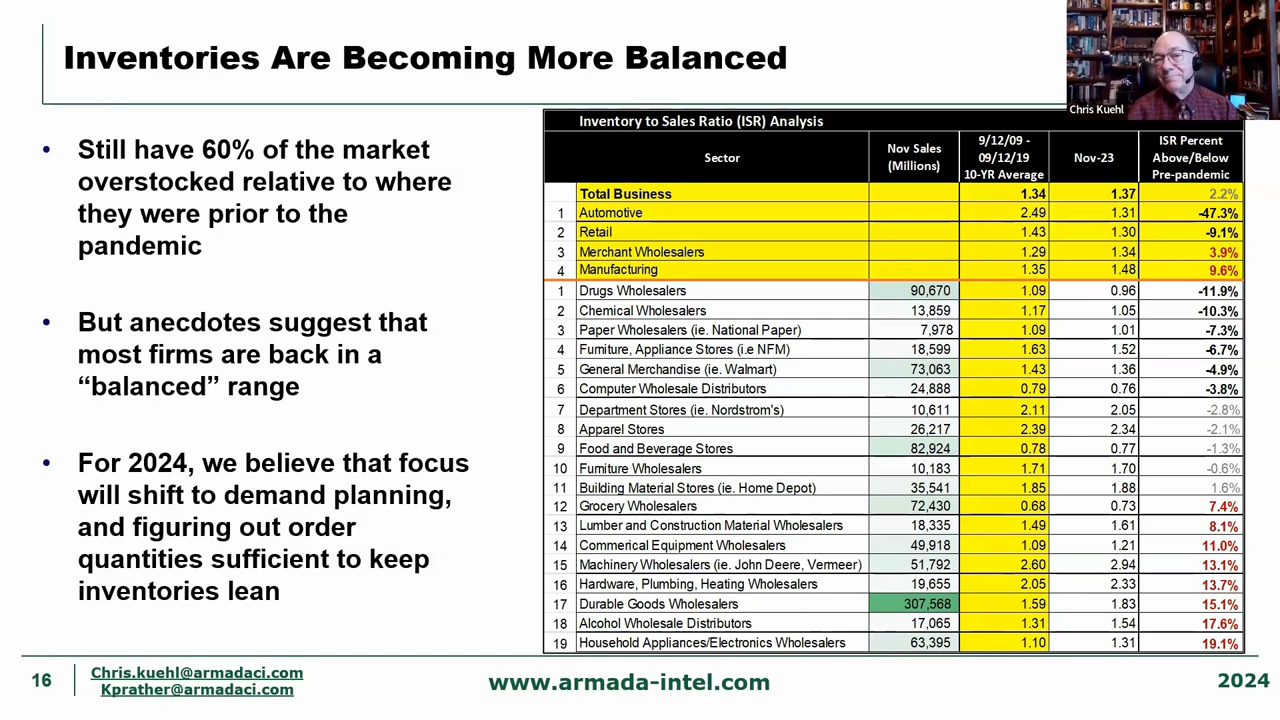 Inventories Are Becoming More Balanced
Chris Kuehl
• Still have 60% of the market
overstocked relative to where
they were prior to the
pandemic
• But anecdotes suggest that
most firms are back in a
“balanced” range
• For 2024, we believe that focus
will shift to demand planning,
and figuring out order
quantities sufficient to keep
inventories lean
Inventory to Sales Ratio (ISR) Analysis
Sector
Nov Sales
(Millions)
9/12/09 -
09/12/19
10-YR Average
Nov-23
ISR Percent
Above/Below
Pre-pandemic
Total Business 1.34 1.37 2.2%
1 Automotive 2.49 1.31 -47.3%
2 Retail 1.43 1.30 -9.1%
3 Merchant Wholesalers 1.29 1.34 3.9%
4 Manufacturing 1.35 1.48 9.6%
1 Drugs Wholesalers 90,670 1.09 0.96 -11.9%
2 Chemical Wholesalers 13,859 1.17 1.05 -10.3%
3 Paper Wholesalers (ie. National Paper) 7,978 1.09 1.01 -7.3%
4 Furniture, Appliance Stores (i.e NFM) 18,599 1.63 1.52 -6.7%
5 General Merchandise (ie. Walmart) 73,063 1.43 1.36 -4.9%
6 Computer Wholesale Distributors 24,888 0.79 0.76 -3.8%
7 Department Stores (ie. Nordstrom's) 10,611 2.11 2.05 -2.8%
8 Apparel Stores 26,217 2.39 2.34 -2.1%
9 Food and Beverage Stores 82,924 0.78 0.77 -1.3%
10 Furniture Wholesalers 10,183 1.71 1.70 -0.6%
11 Building Material Stores (ie. Home Depot) 35,541 1.85 1.88 1.6%
12 Grocery Wholesalers 72,430 0.68 0.73 7.4%
13 Lumber and Construction Material Wholesalers 18,335 1.49 1.61 8.1%
14 Commerical Equipment Wholesalers 49,918 1.09 1.21 11.0%
15 Machinery Wholesalers (ie. John Deere, Vermeer) 51,792 2.60 2.94 13.1%
16 Hardware, Plumbing, Heating Wholesalers 19,655 2.05 2.33 13.7%
17 Durable Goods Wholesalers 307,568 1.59 1.83 15.1%
18 Alcohol Wholesale Distributors 17,065 1.31 1.54 17.6%
19 Household Appliances/Electronics Wholesalers 63,395 1.10 1.31 19.1%
16
Chris.kuehl@armadaci.com
Kprather@armadaci.com
www.armada-intel.com
2024